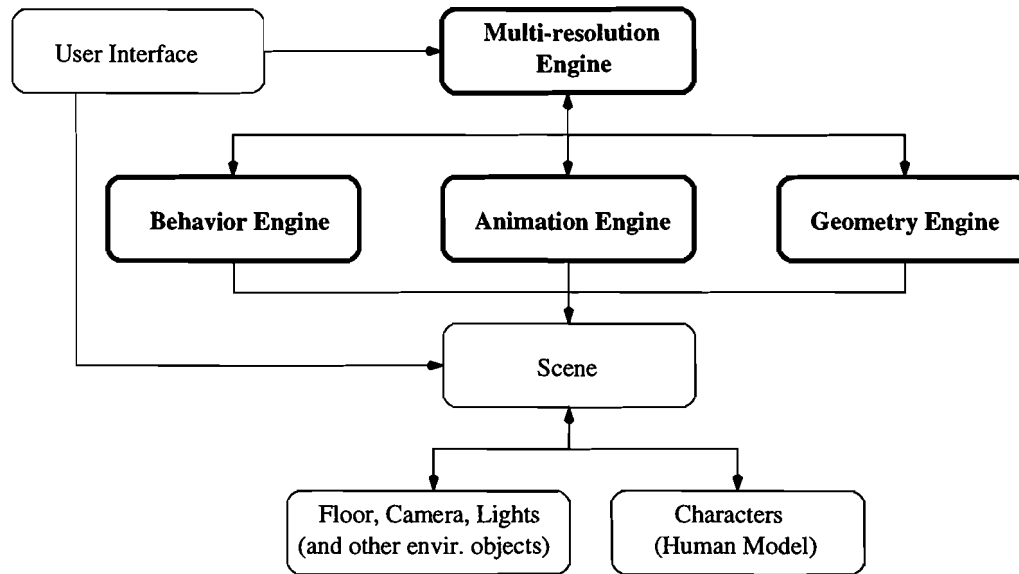 User Interface
Multi-resolution
Engine
Behavior Engine
Animation Engine
Geometry Engine
Scene
Floor, Camera, Lights
(and other envir. objects)
Characters
(Human Model)